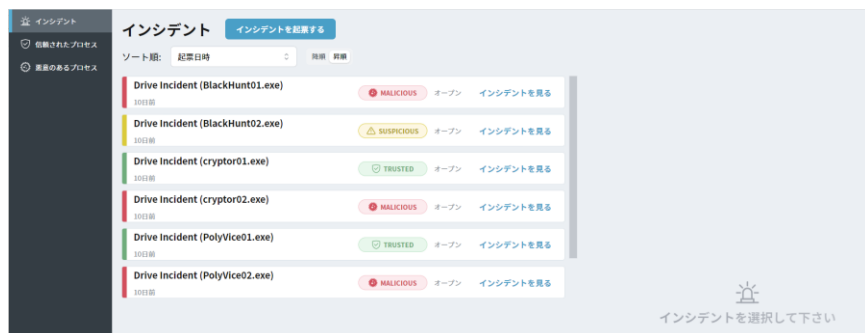 インシデント
信頼されたプロセス
悪意のあるプロセス
インシデント
インシデントを起票する
ソート順: 起票日時 降順 昇順
Drive Incident (BlackHunt01.exe)
10日前
MALICIOUS オープン インシデントを見る
Drive Incident (BlackHunt02.exe)
10日前
SUSPICIOUS オープン インシデントを見る
Drive Incident (cryptor01.exe)
10日前
TRUSTED オープン インシデントを見る
Drive Incident (cryptor02.exe)
10日前
MALICIOUS オープン インシデントを見る
Drive Incident (PolyVice01.exe)
10日前
TRUSTED オープン インシデントを見る
Drive Incident (PolyVice02.exe)
10日前
MALICIOUS オープン インシデントを見る
インシデントを選択して下さい